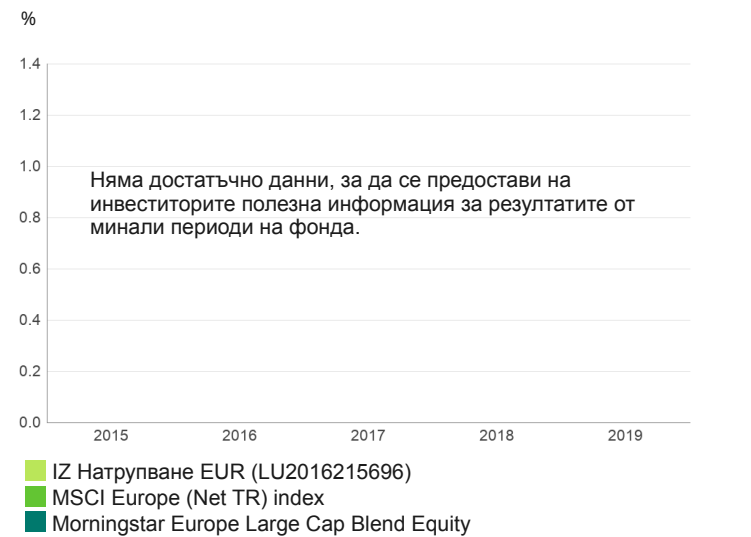 %
1.4
1.2
1.0
Няма достатъчно данни, за да се предостави на
инвеститорите полезна информация за резултатите от
минали периоди на фонда.
0.8
0.6
0.4
0.2
0.0
2015 2016 2017 2018 2019
IZ Натрупване EUR (LU2016215696)
MSCI Europe (Net TR) index
Morningstar Europe Large Cap Blend Equity